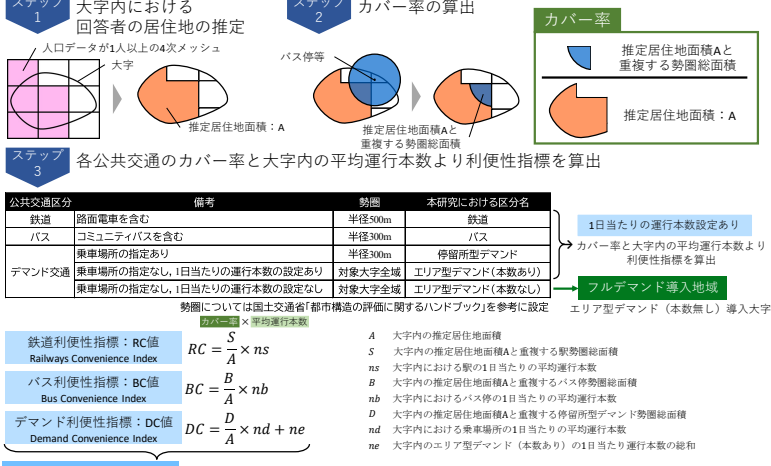 ステップ
1
大字内における
回答者の居住地の推定
人口データが1人以上の4次メッシュ
大字
推定居住地面積：A
ステップ
2
カバー率の算出
バス停等
推定居住地面積Aと
重複する勢圏総面積
カバー率
推定居住地面積Aと
重複する勢圏総面積
推定居住地面積：A
ステップ
3
各公共交通のカバー率と大字内の平均運行本数より利便性指標を算出
公共交通区分 備考 勢圏 本研究における区分名
鉄道 路面電車を含む 半径500m 鉄道
バス コミュニティバスを含む 半径300m バス
デマンド交通 乗車場所の指定あり 半径300m 停留所型デマンド
乗車場所の指定なし, 1日当たりの運行本数の設定あり 対象大字全域 エリア型デマンド(本数あり)
乗車場所の指定なし, 1日当たりの運行本数の設定なし 対象大字全域 エリア型デマンド(本数なし)
1日当たりの運行本数設定あり
カバー率と大字内の平均運行本数より
利便性指標を算出
フルデマンド導入地域
エリア型デマンド（本数無し）導入大字
勢圏については国土交通省「都市構造の評価に関するハンドブック」を参考に設定
カバー率 × 平均運行本数
鉄道利便性指標：RC値
Railways Convenience Index
RC = S/A × ns
バス利便性指標：BC値
Bus Convenience Index
BC = B/A × nb
デマンド利便性指標：DC値
Demand Convenience Index
DC = D/A × nd + ne
A 大字内の推定居住地面積
S 大字内の推定居住地面積Aと重複する駅勢圏総面積
ns 大字内における駅の1日当たりの平均運行本数
B 大字内の推定居住地面積Aと重複するバス停勢圏総面積
nb 大字内におけるバス停の1日当たりの平均運行本数
D 大字内の推定居住地面積Aと重複する停留所型デマンド勢圏総面積
nd 大字内における乗車場所の1日当たりの平均運行本数
ne 大字内のエリア型デマンド（本数あり）の1日当たり運行本数の総和